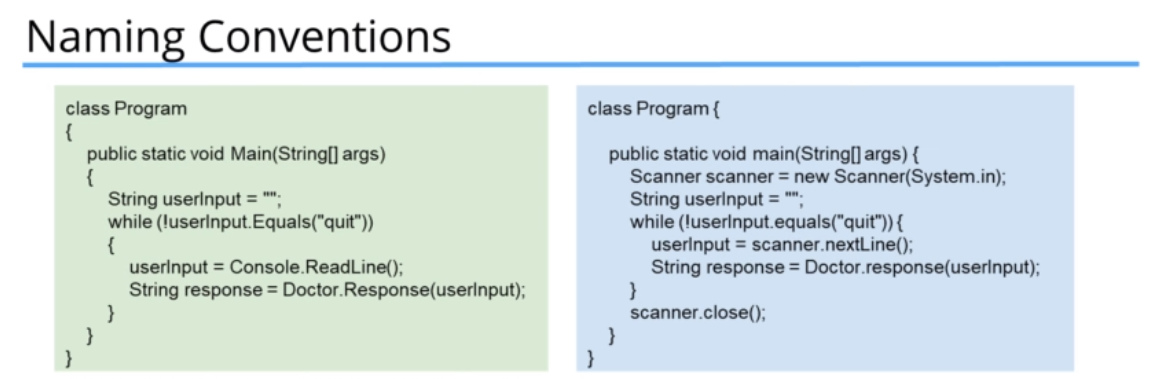 Naming Conventions
class Program
{
public static void Main(String[] args)
{
String userInput = "";
while (!userInput.Equals("quit"))
{
userInput = Console.ReadLine();
String response = Doctor.Response(userInput);
}
}
}
class Program {
public static void main(String[] args) {
Scanner scanner = new Scanner(System.in);
String userInput = "";
while (!userInput.equals("quit")) {
userInput = scanner.nextLine();
String response = Doctor.response(userInput);
}
scanner.close();
}
}